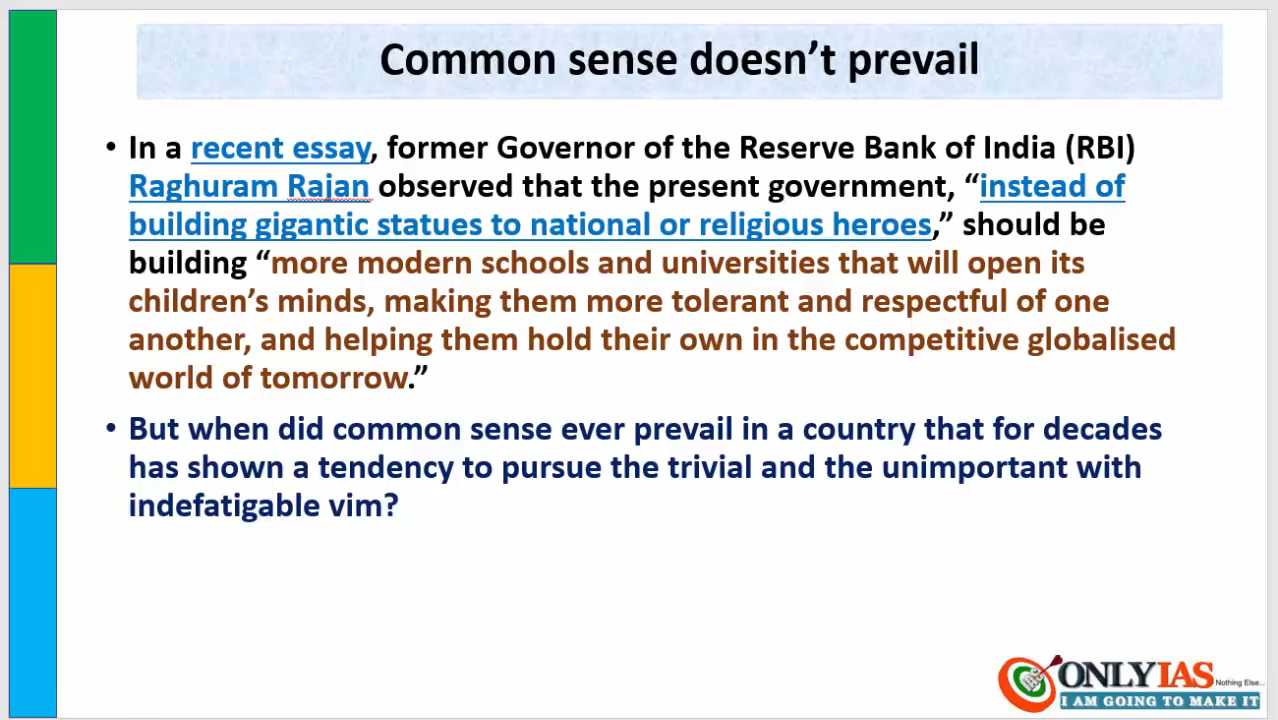 Common sense doesn't prevail
• In a recent essay, former Governor of the Reserve Bank of India (RBI)
Raghuram Rajan observed that the present government, “instead of
building gigantic statues to national or religious heroes,” should be
building “more modern schools and universities that will open its
children’s minds, making them more tolerant and respectful of one
another, and helping them hold their own in the competitive globalised
world of tomorrow.”
• But when did common sense ever prevail in a country that for decades
has shown a tendency to pursue the trivial and the unimportant with
indefatigable vim?
ONLYIAS Nothing Else...
I AM GOING TO MAKE IT